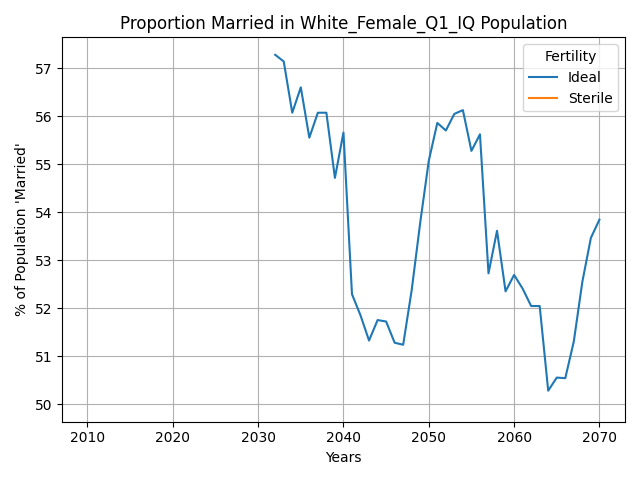 Proportion Married in White_Female_Q1_IQ Population
Fertility
Ideal
Sterile
% of Population 'Married'
57
56
55
54
53
52
51
50
2010 2020 2030 2040 2050 2060 2070
Years